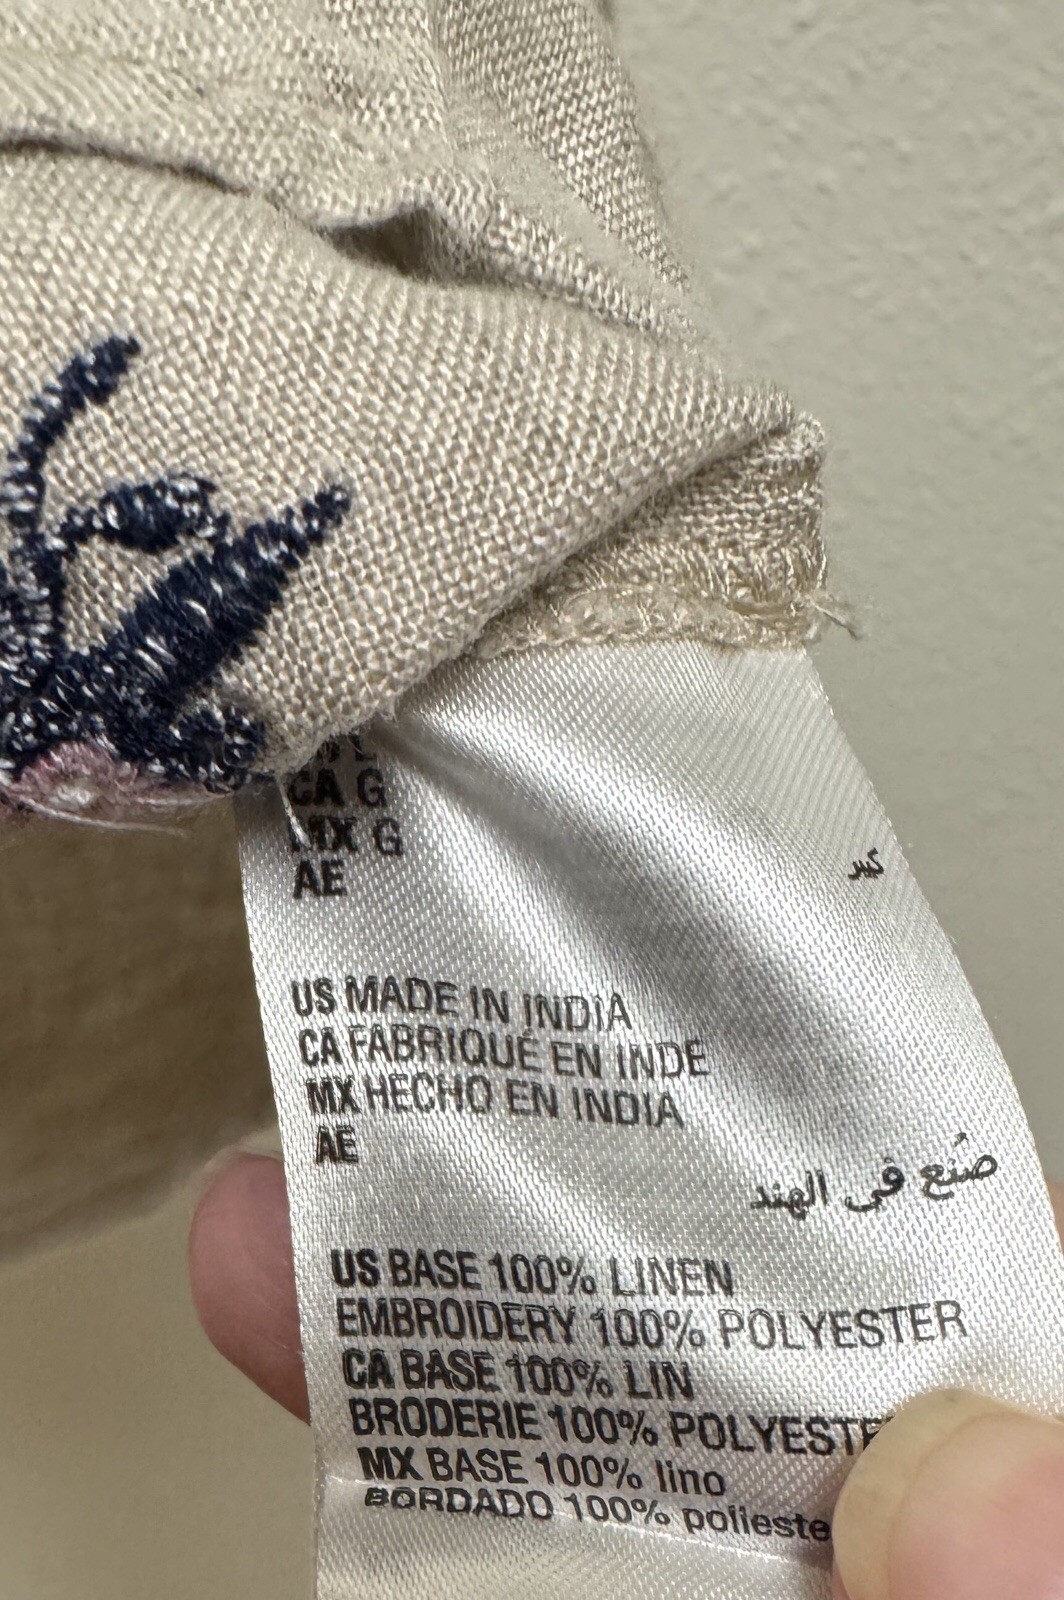 CA G
MX G
AE
كبير
US MADE IN INDIA
CA FABRIQUÉ EN INDE
MX HECHO EN INDIA
AE
صُنع في الهند
US BASE 100% LINEN
EMBROIDERY 100% POLYESTER
CA BASE 100% LIN
BRODERIE 100% POLYESTE
MX BASE 100% lino
BORDADO 100% polieste